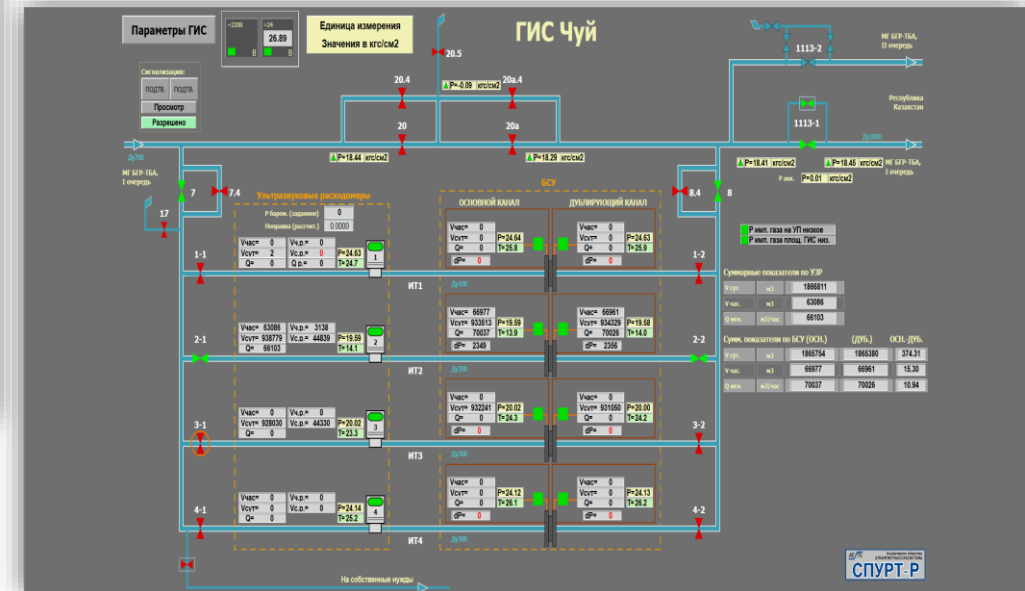 Параметры ГИС
~220В
=24
26.89
В
В
Единица измерения
Значения в кгс/см2
ГИС Чуй
Сигнализация:
подтв.
подтв.
Просмотр
Разрешено
20.5
20.4
20а.4
P=-0.09 кгс/см2
20
20а
P=18.44 кгс/см2
P=18.29 кгс/см2
1113-2
МГ БГР-ТБА,
II очередь
Республика
Казахстан
1113-1
Ду1000
P=18.41 кгс/см2
P=18.45 кгс/см2
МГ БГР-ТБА,
I очередь
P=0.01 кгс/см2
Ду700
МГ БГР-ТБА,
I очередь
7
7.4
17
8.4
8
Ультразвуковые расходомеры
P баром. (задание) 0
Поправка (рассчит.) 0.0000
БСУ
ОСНОВНОЙ КАНАЛ
ДУБЛИРУЮЩИЙ КАНАЛ
P имп. газа на УП низкое
P имп. газа площ. ГИС низ.
1-1
Vчас= 0 Vч.р.= 0
Vсут= 2 Vс.р.= 0 P=24.63
Q= 0 Q р.= 0 T=24.7
1
ИТ1
Vчас= 0
Vсут= 0 P=24.64
Q= 0 T=25.8
dP= 0
Vчас= 0
Vсут= 0 P=24.63
Q= 0 T=25.9
dP= 0
1-2
2-1
Vчас= 63086 Vч.р.= 3138
Vсут= 938779 Vс.р.= 44839 P=19.59
Q= 66103 T=14.1
2
ИТ2
Vчас= 66977
Vсут= 933513 P=19.59
Q= 70037 T=13.9
dP= 2349
Vчас= 66961
Vсут= 934329 P=19.58
Q= 70026 T=14.0
dP= 2356
2-2
3-1
Vчас= 0 Vч.р.= 0
Vсут= 928030 Vс.р.= 44330 P=20.02
Q= 0 T=23.3
3
ИТ3
Vчас= 0
Vсут= 932241 P=20.02
Q= 0 T=24.3
dP= 0
Vчас= 0
Vсут= 931050 P=20.00
Q= 0 T=24.2
dP= 0
3-2
4-1
Vчас= 0 Vч.р.= 0
Vсут= 0 Vс.р.= 0 P=24.14
Q= 0 T=25.2
4
ИТ4
Vчас= 0
Vсут= 0 P=24.12
Q= 0 T=26.1
dP= 0
Vчас= 0
Vсут= 0 P=24.13
Q= 0 T=26.2
dP= 0
4-2
Суммарные показатели по УЗР
V сут. м3 1866811
V час. м3 63086
Q мгн. м3/час 66103
Сумм. показатели по БСУ (ОСН.) (ДУБ.) ОСН.-ДУБ.
V сут. м3 1865754 1865380 374.31
V час. м3 66977 66961 15.30
Q мгн. м3/час 70037 70026 10.94
На собственные нужды
СПУРТ-Р